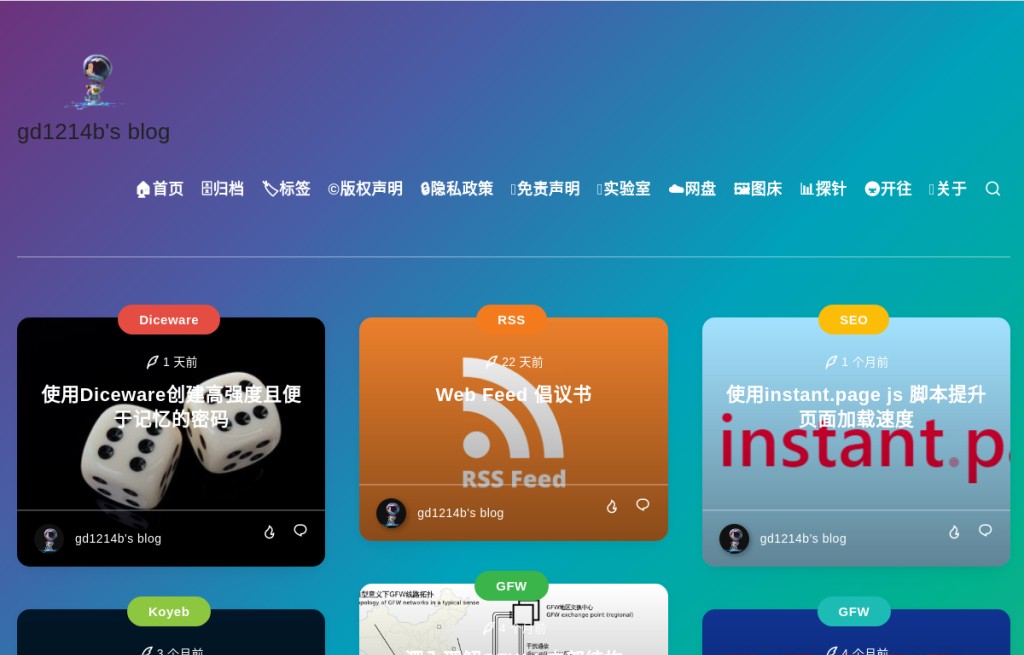 gd1214b's blog
首页 归档 标签 ©版权声明 隐私政策 免责声明 实验室 网盘 图床 探针 开往 关于
Diceware
1 天前
使用Diceware创建高强度且便
于记忆的密码
gd1214b's blog
RSS
22 天前
Web Feed 倡议书
RSS Feed
gd1214b's blog
SEO
1 个月前
使用instant.page js 脚本提升
页面加载速度
instant.p
gd1214b's blog
Koyeb
3 个月前
GFW
型意义下GFW线路拓扑
opology of GFW networks in a typical sense
GFW地区交换中心
GFW exchange point (regional)
干扰通信
GFW
4 个月前